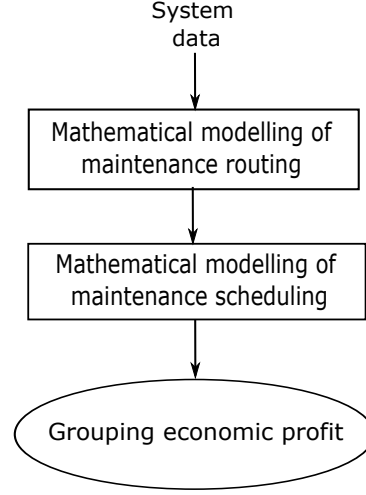 System
data
Mathematical modelling of
maintenance routing
Mathematical modelling of
maintenance scheduling
Grouping economic profit